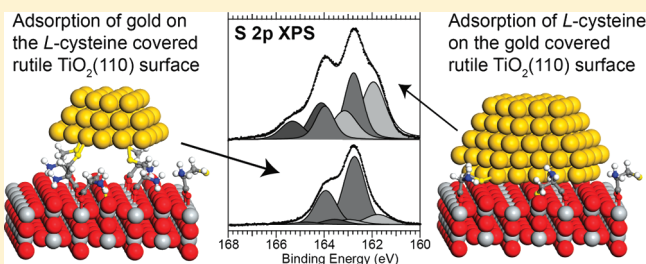 Adsorption of gold on
the L-cysteine covered
rutile TiO2(110) surface
S 2p XPS
Adsorption of L-cysteine
on the gold covered
rutile TiO2(110) surface
168 166 164 162 160
Binding Energy (eV)